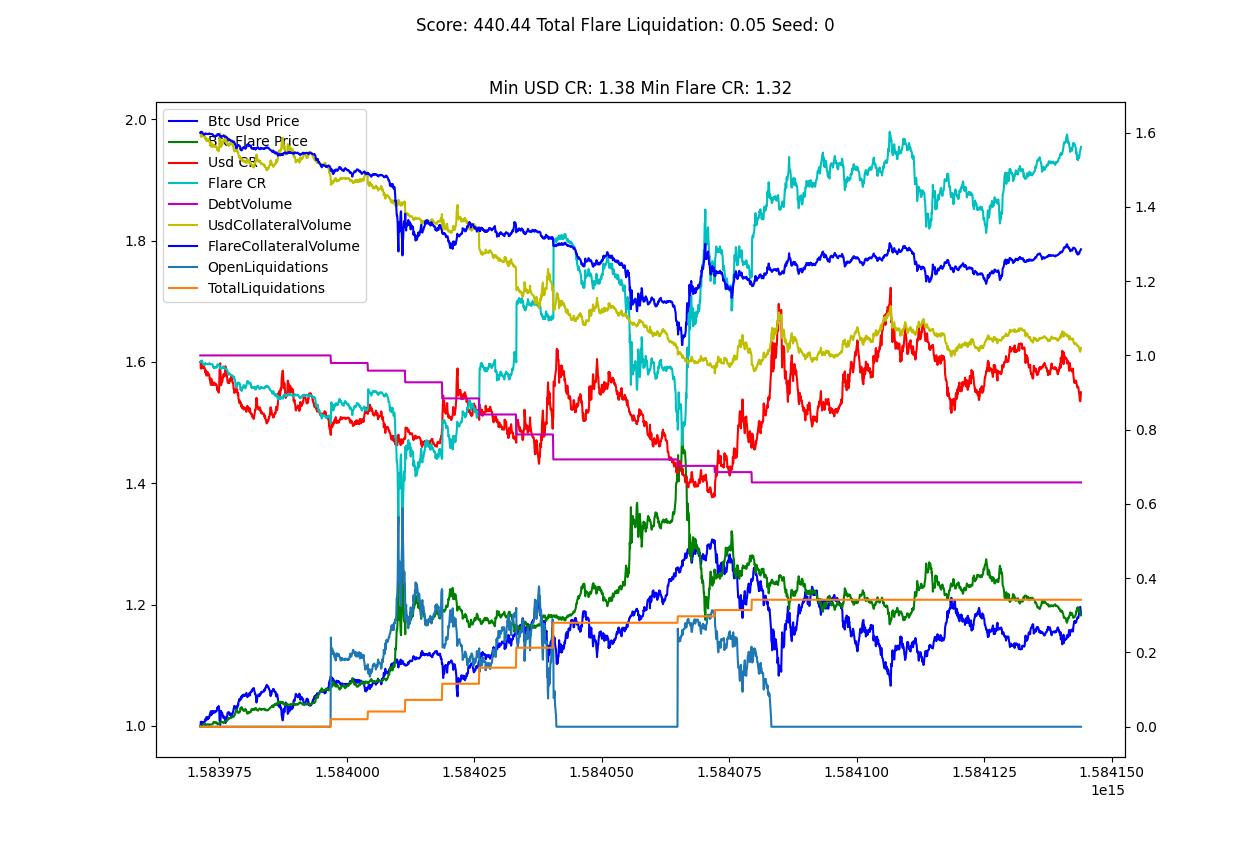 Score: 440.44 Total Flare Liquidation: 0.05 Seed: 0
Min USD CR: 1.38 Min Flare CR: 1.32
Btc Usd Price
Btc Flare Price
Usd CR
Flare CR
DebtVolume
UsdCollateralVolume
FlareCollateralVolume
OpenLiquidations
TotalLiquidations
2.0
1.8
1.6
1.4
1.2
1.0
1.6
1.4
1.2
1.0
0.8
0.6
0.4
0.2
0.0
1.583975 1.584000 1.584025 1.584050 1.584075 1.584100 1.584125 1.584150
1e15